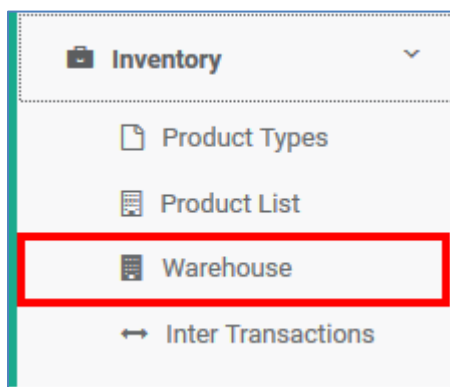 Inventory
Product Types
Product List
Warehouse
Inter Transactions